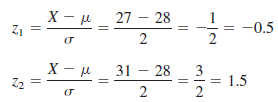 z₁ = (X − μ)/σ = (27 − 28)/2 = −1/2 = −0.5
z₂ = (X − μ)/σ = (31 − 28)/2 = 3/2 = 1.5